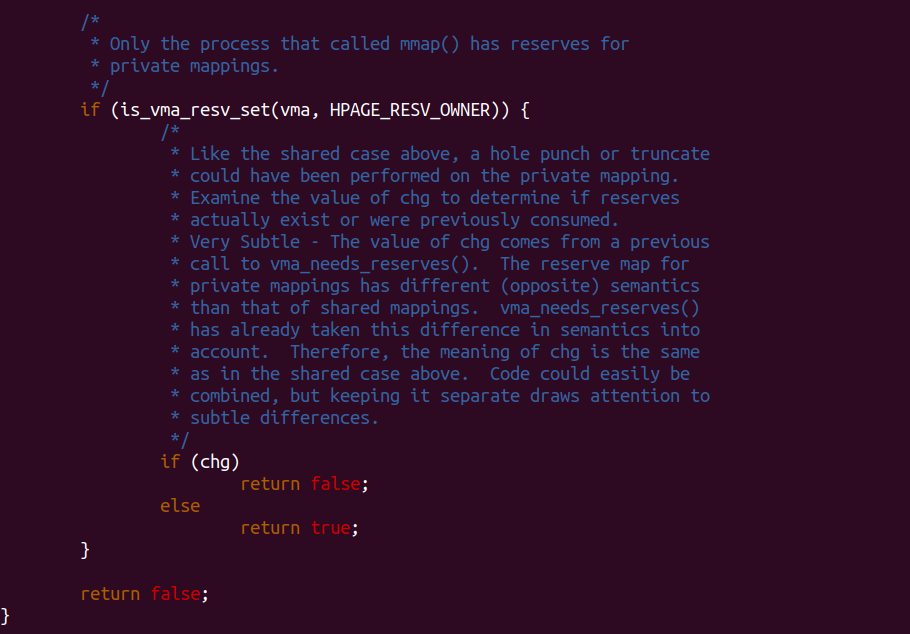 /*
* Only the process that called mmap() has reserves for
* private mappings.
*/
if (is_vma_resv_set(vma, HPAGE_RESV_OWNER)) {
/*
* Like the shared case above, a hole punch or truncate
* could have been performed on the private mapping.
* Examine the value of chg to determine if reserves
* actually exist or were previously consumed.
* Very Subtle - The value of chg comes from a previous
* call to vma_needs_reserves().  The reserve map for
* private mappings has different (opposite) semantics
* than that of shared mappings.  vma_needs_reserves()
* has already taken this difference in semantics into
* account.  Therefore, the meaning of chg is the same
* as in the shared case above.  Code could easily be
* combined, but keeping it separate draws attention to
* subtle differences.
*/
if (chg)
return false;
else
return true;
}
return false;
}